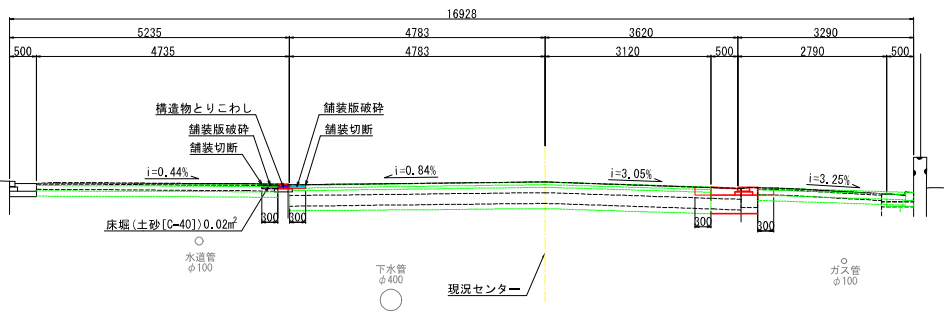 16928
5235 4783 3620 3290
500 4735 4783 3120 500 2790 500
構造物とりこわし 舗装版破砕
舗装版破砕 舗装切断
舗装切断
i=0.44% i=0.84% i=3.05% i=3.25%
300 300 300 300
床堀(土砂[C-40])0.02㎡
水道管
φ100
下水管
φ400
現況センター
ガス管
φ100